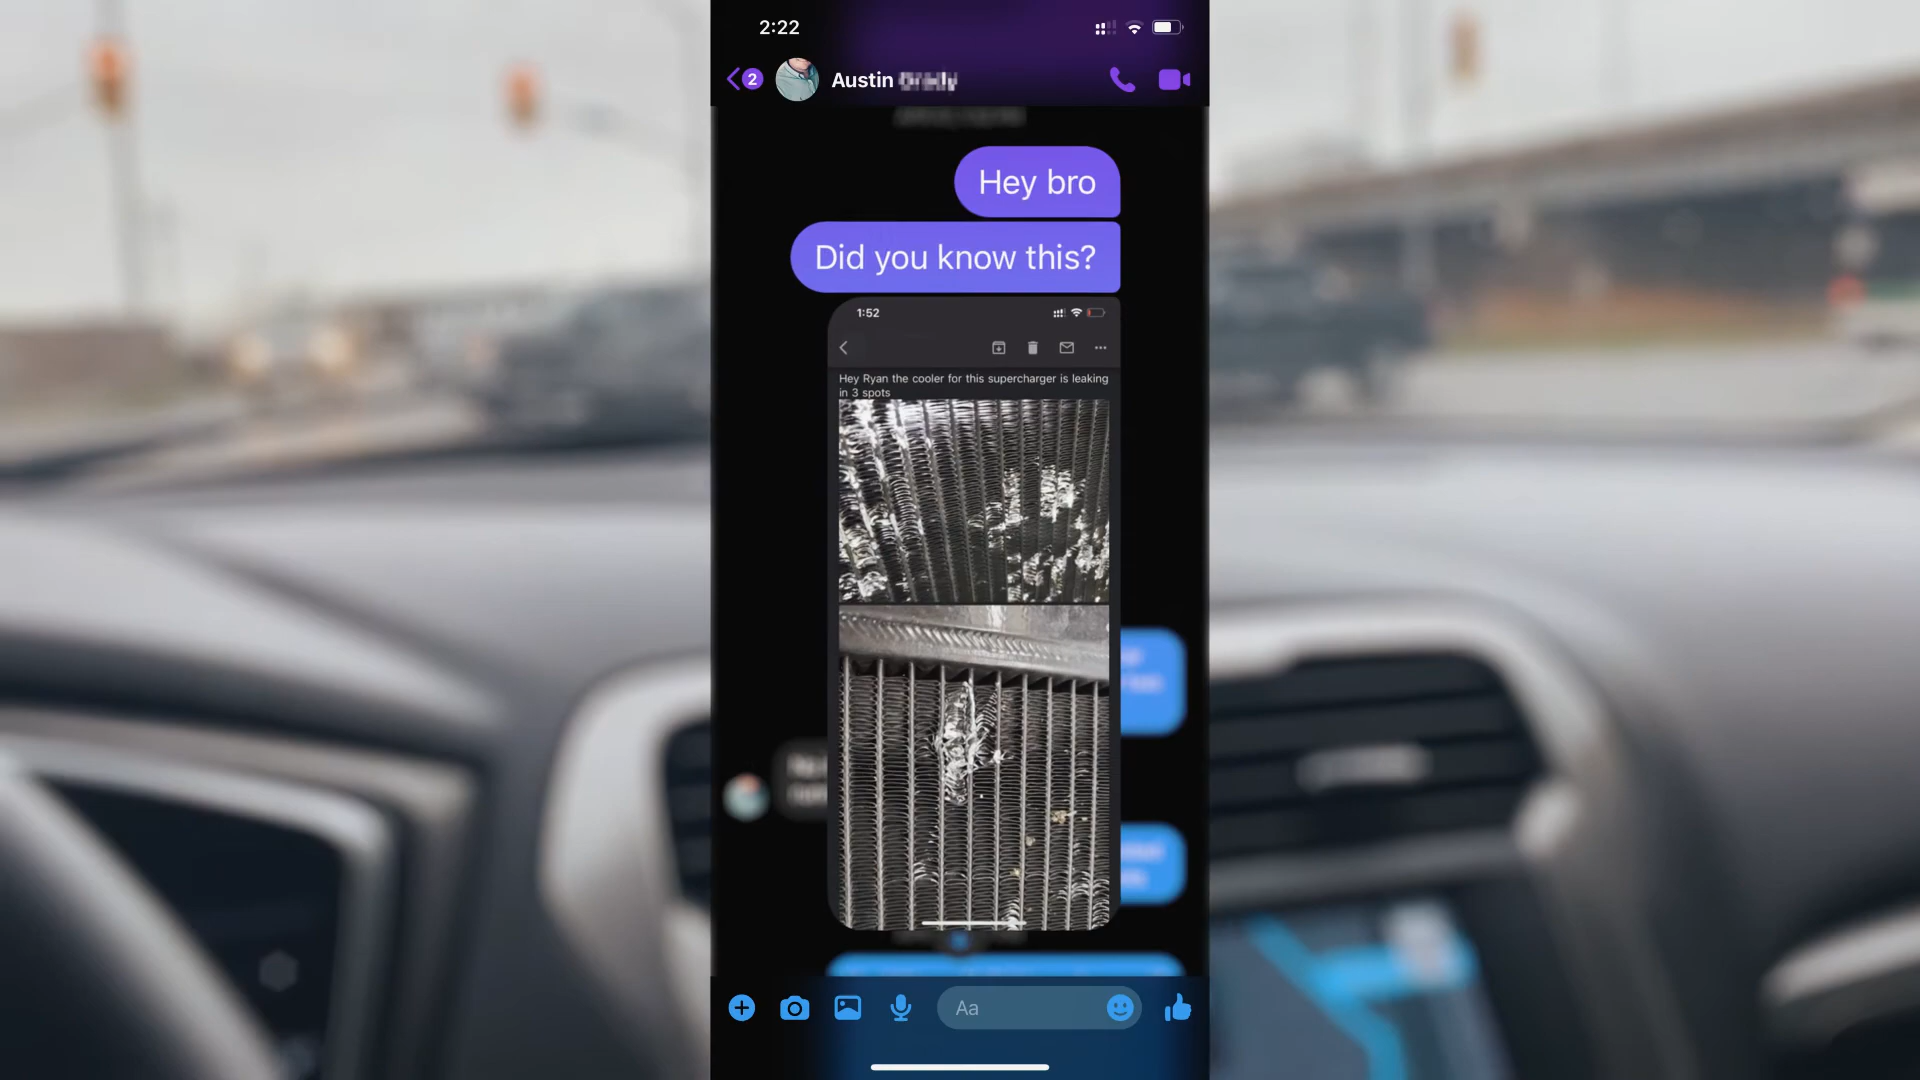 2:22
2
Austin
Hey bro
Did you know this?
1:52
Hey Ryan the cooler for this supercharger is leaking
in 3 spots
Aa